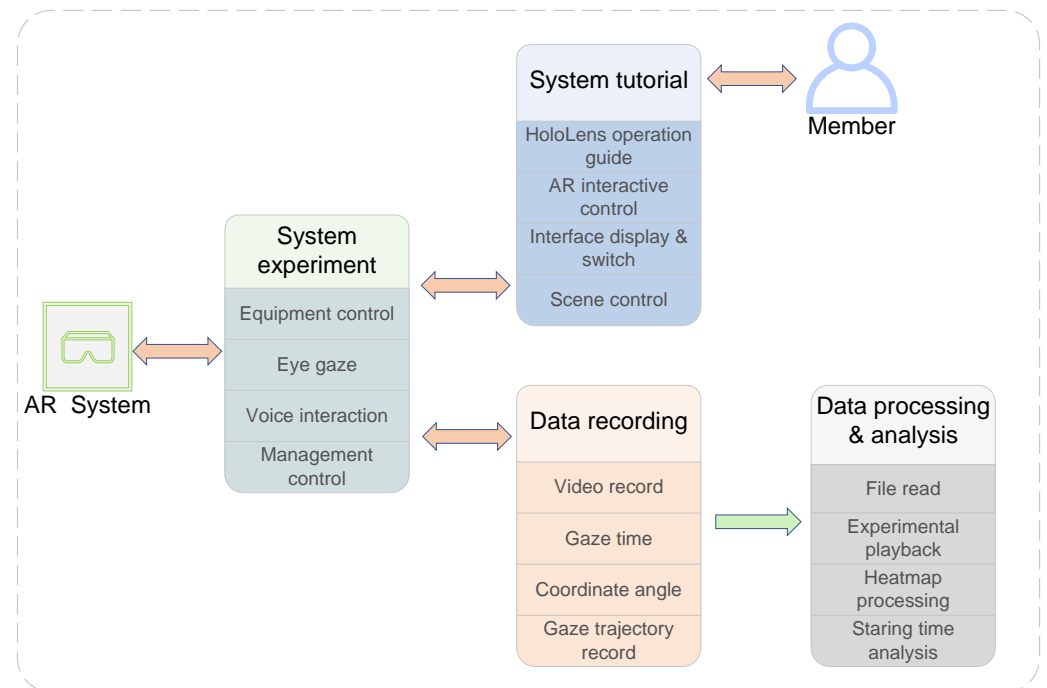 System tutorial
HoloLens operation
guide
AR interactive
control
Interface display &
switch
Scene control
Member
System
experiment
Equipment control
Eye gaze
Voice interaction
Management
control
AR System
Data recording
Video record
Gaze time
Coordinate angle
Gaze trajectory
record
Data processing
& analysis
File read
Experimental
playback
Heatmap
processing
Staring time
analysis